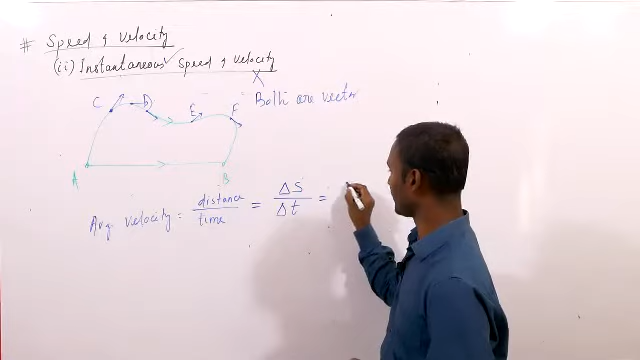 # Speed & Velocity
(ii) Instantaneous ✓ Speed & Velocity
X
C D E F
Both are vector
A B
Avg. velocity = distance / time = ΔS / Δt =